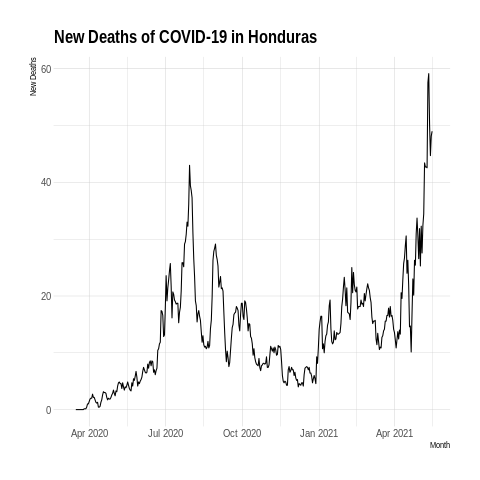 New Deaths of COVID-19 in Honduras
New Deaths
60
40
20
0
Apr 2020 Jul 2020 Oct 2020 Jan 2021 Apr 2021
Month